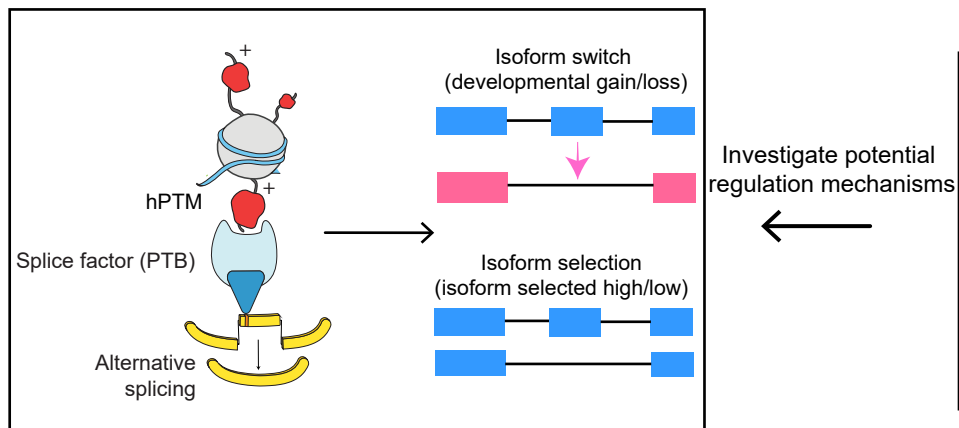 hPTM
Splice factor (PTB)
Alternative
splicing
+
+
+
Isoform switch
(developmental gain/loss)
Isoform selection
(isoform selected high/low)
Investigate potential
regulation mechanisms